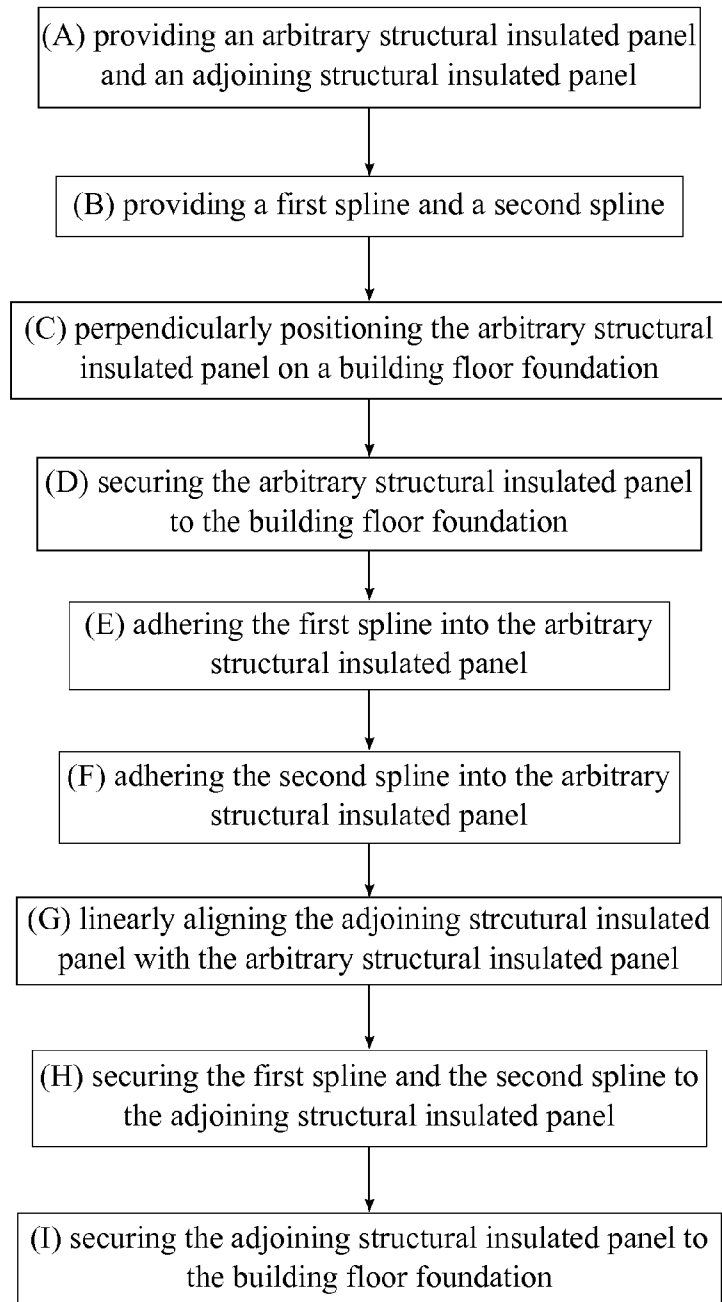 (A) providing an arbitrary structural insulated panel
and an adjoining structural insulated panel
(B) providing a first spline and a second spline
(C) perpendicularly positioning the arbitrary structural
insulated panel on a building floor foundation
(D) securing the arbitrary structural insulated panel
to the building floor foundation
(E) adhering the first spline into the arbitrary
structural insulated panel
(F) adhering the second spline into the arbitrary
structural insulated panel
(G) linearly aligning the adjoining strcutural insulated
panel with the arbitrary structural insulated panel
(H) securing the first spline and the second spline to
the adjoining structural insulated panel
(I) securing the adjoining structural insulated panel to
the building floor foundation